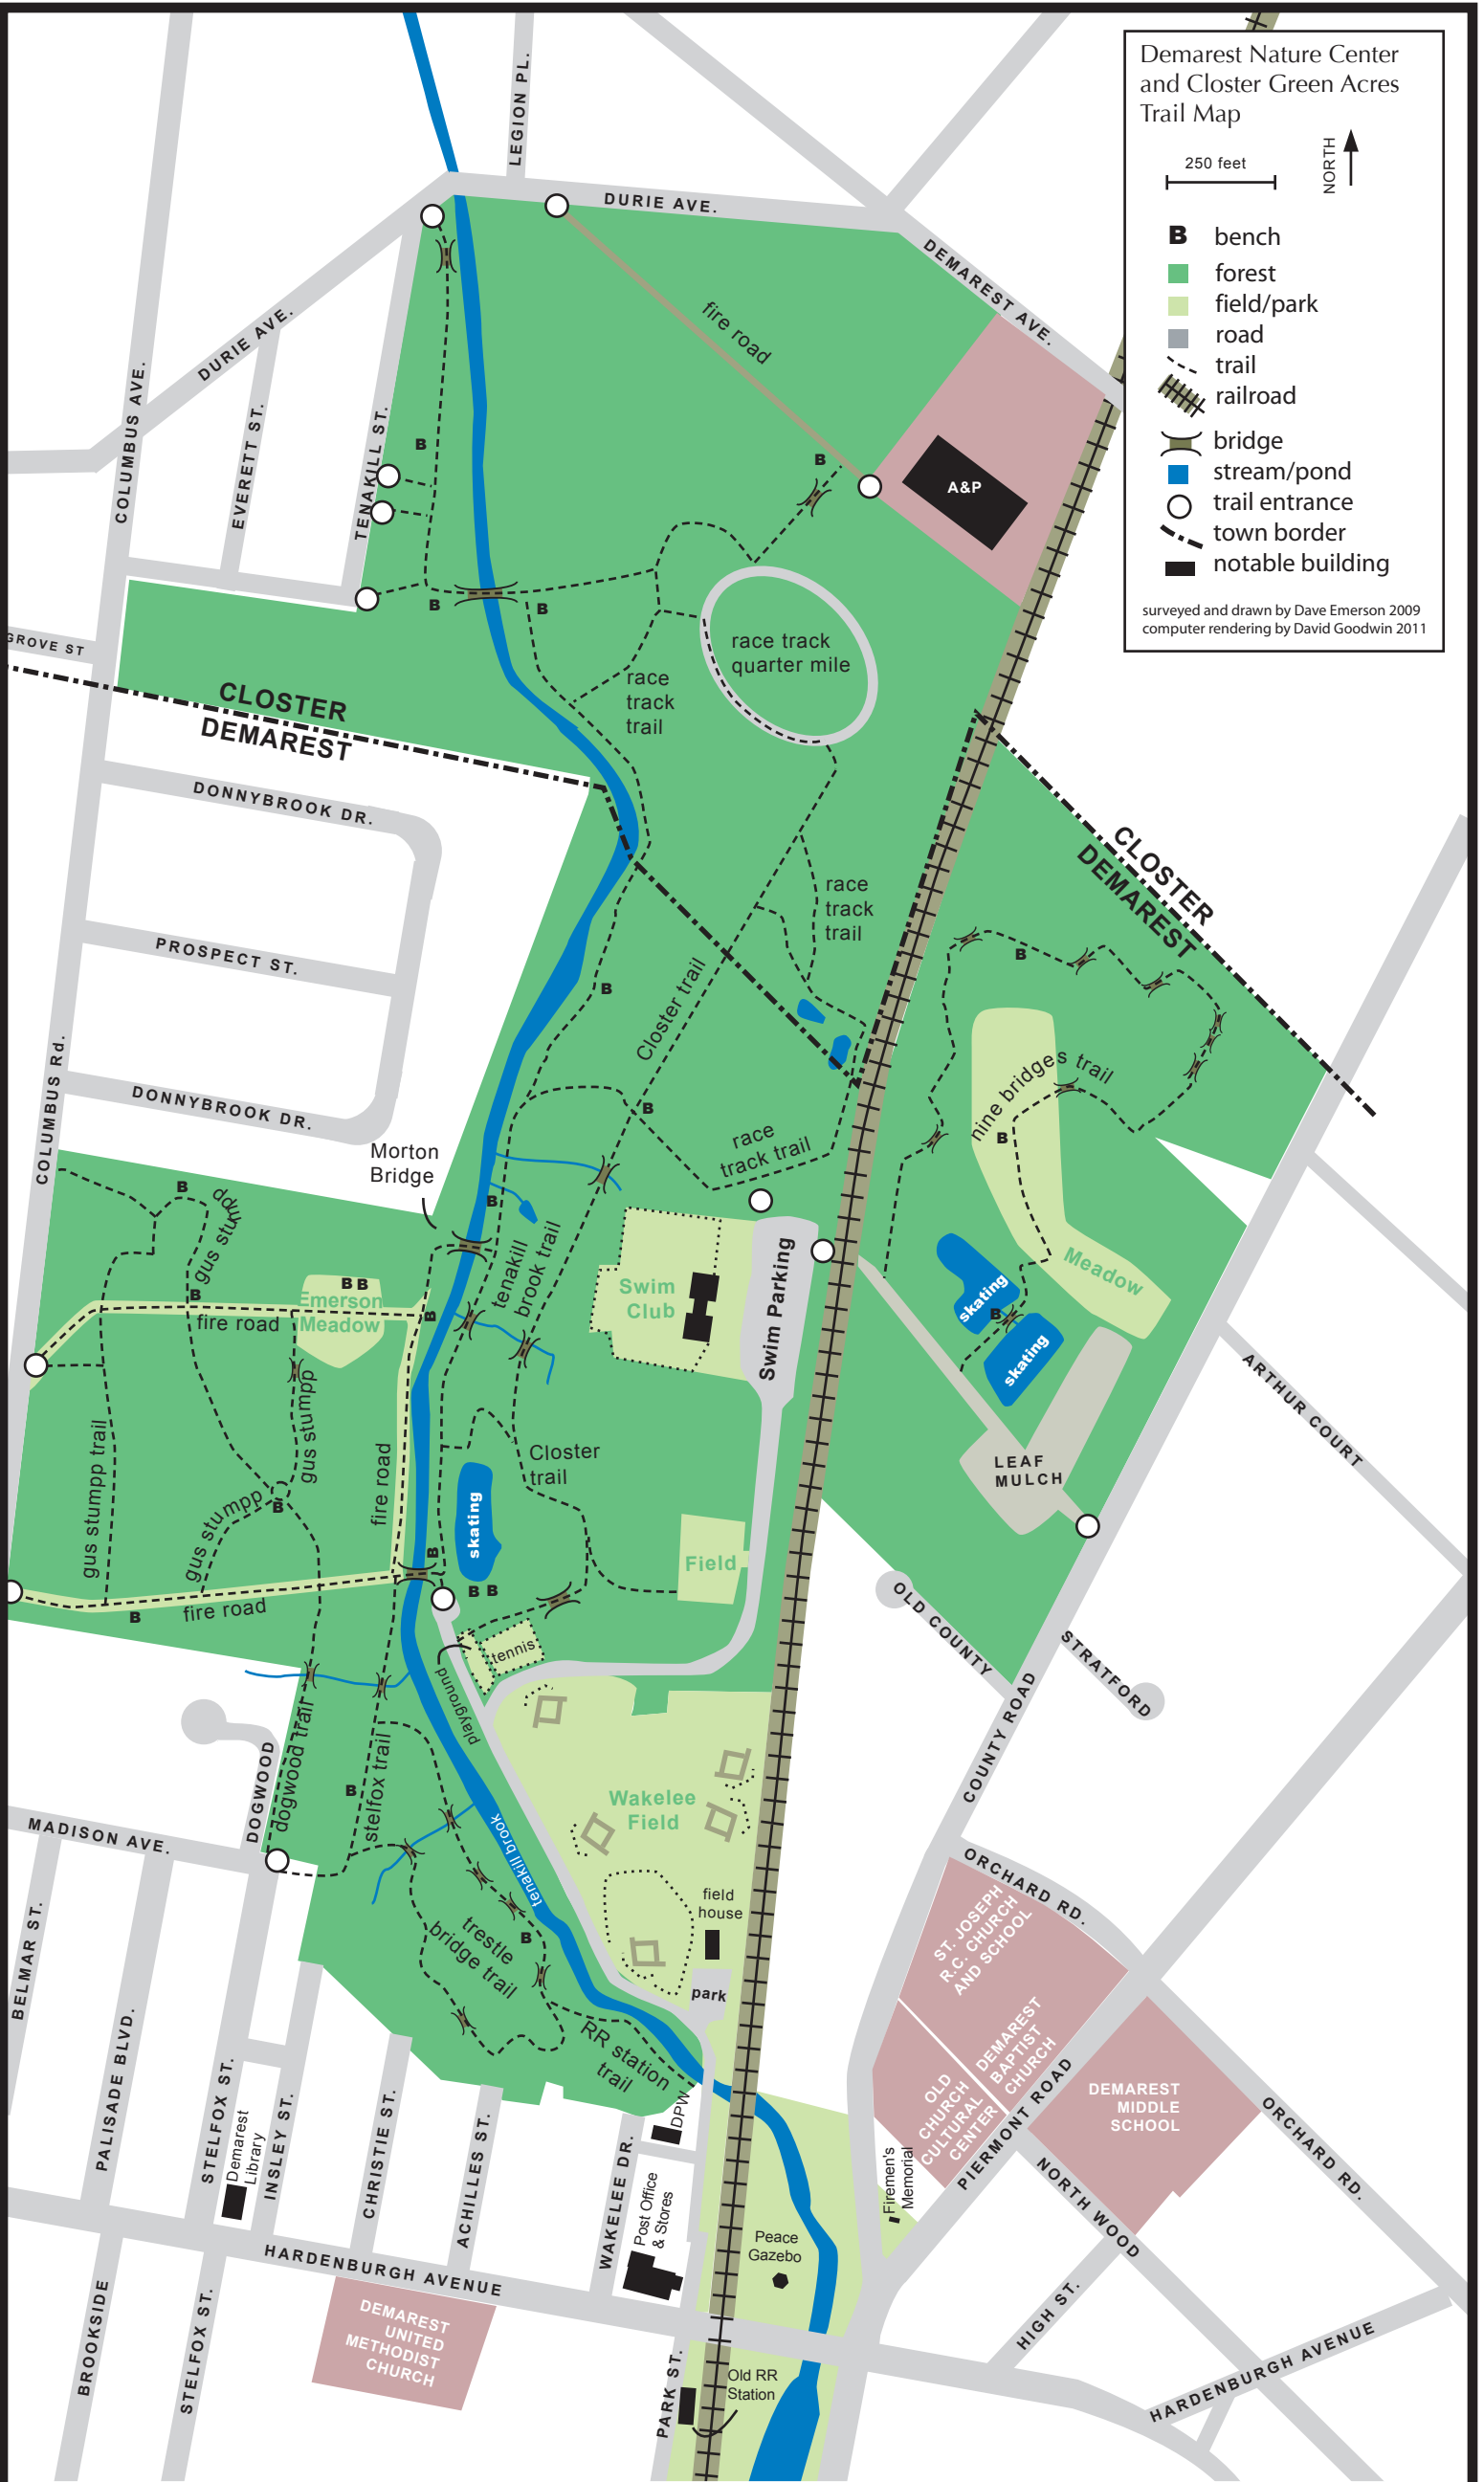 Demarest Nature Center
and Closter Green Acres
Trail Map
250 feet
NORTH
B bench
forest
field/park
road
trail
railroad
bridge
stream/pond
trail entrance
town border
notable building
surveyed and drawn by Dave Emerson 2009
computer rendering by David Goodwin 2011
LEGION PL.
DURIE AVE.
DEMAREST AVE.
fire road
DURIE AVE.
COLUMBUS AVE.
EVERETT ST.
TENAKILL ST.
B
B
A&P
B
B
GROVE ST
race track
quarter mile
race
track
trail
CLOSTER
DEMAREST
DONNYBROOK DR.
CLOSTER
DEMAREST
race
track
trail
PROSPECT ST.
B
B
Closter trail
COLUMBUS Rd.
DONNYBROOK DR.
nine bridges trail
B
B
race
track trail
Morton
Bridge
B
B
gus stumpp
tenakill
brook trail
Swim Parking
Meadow
Swim
Club
skating
B
skating
B B
Emerson
Meadow
B
fire road
B
ARTHUR COURT
gus stumpp
gus stumpp trail
fire road
Closter
trail
LEAF
MULCH
skating
gus stumpp
B
B
Field
B B
fire road
B
OLD COUNTY
STRATFORD
tennis
playground
COUNTY ROAD
dogwood trail
DOGWOOD
stelfox trail
B
Wakelee
Field
MADISON AVE.
tenakill brook
ORCHARD RD.
field
house
BELMAR ST.
trestle
bridge trail
B
ST. JOSEPH
R.C. CHURCH
AND SCHOOL
park
PALISADE BLVD.
RR station
trail
DEMAREST
BAPTIST
CHURCH
OLD
CHURCH
CULTURAL
CENTER
PIERMONT ROAD
DEMAREST
MIDDLE
SCHOOL
ORCHARD RD.
STELFOX ST.
Demarest
Library
INSLEY ST.
CHRISTIE ST.
ACHILLES ST.
DPW
WAKELEE DR.
Post Office
& Stores
Firemen's
Memorial
NORTH WOOD
Peace
Gazebo
HARDENBURGH AVENUE
HIGH ST.
BROOKSIDE
STELFOX ST.
DEMAREST
UNITED
METHODIST
CHURCH
PARK ST.
Old RR
Station
HARDENBURGH AVENUE